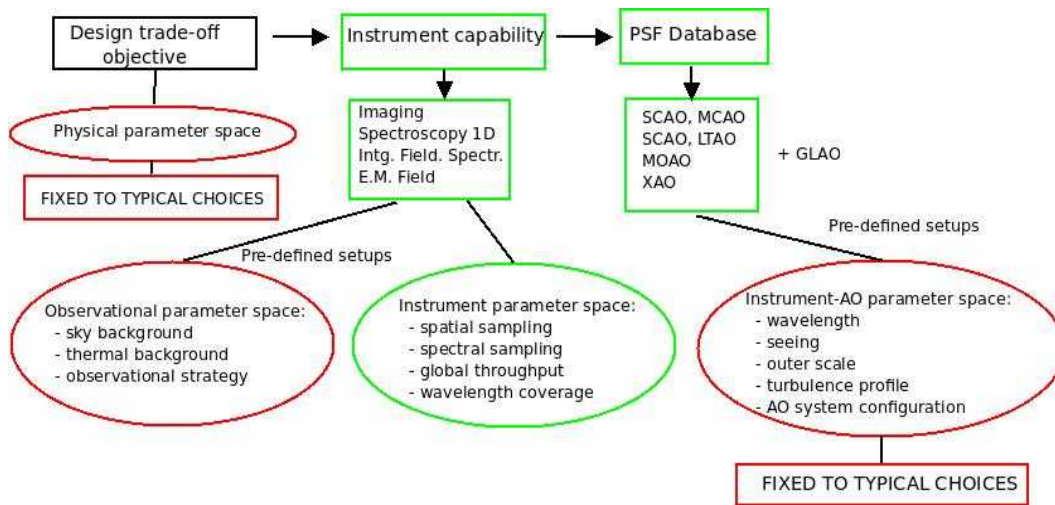 Design trade-off
objective
Instrument capability
PSF Database
Physical parameter space
FIXED TO TYPICAL CHOICES
Imaging
Spectroscopy 1D
Intg. Field. Spectr.
E.M. Field
SCAO, MCAO
SCAO, LTAO
MOAO
XAO
+ GLAO
Pre-defined setups
Pre-defined setups
Observational parameter space:
- sky background
- thermal background
- observational strategy
Instrument parameter space:
- spatial sampling
- spectral sampling
- global throughput
- wavelength coverage
Instrument-AO parameter space:
- wavelength
- seeing
- outer scale
- turbulence profile
- AO system configuration
FIXED TO TYPICAL CHOICES